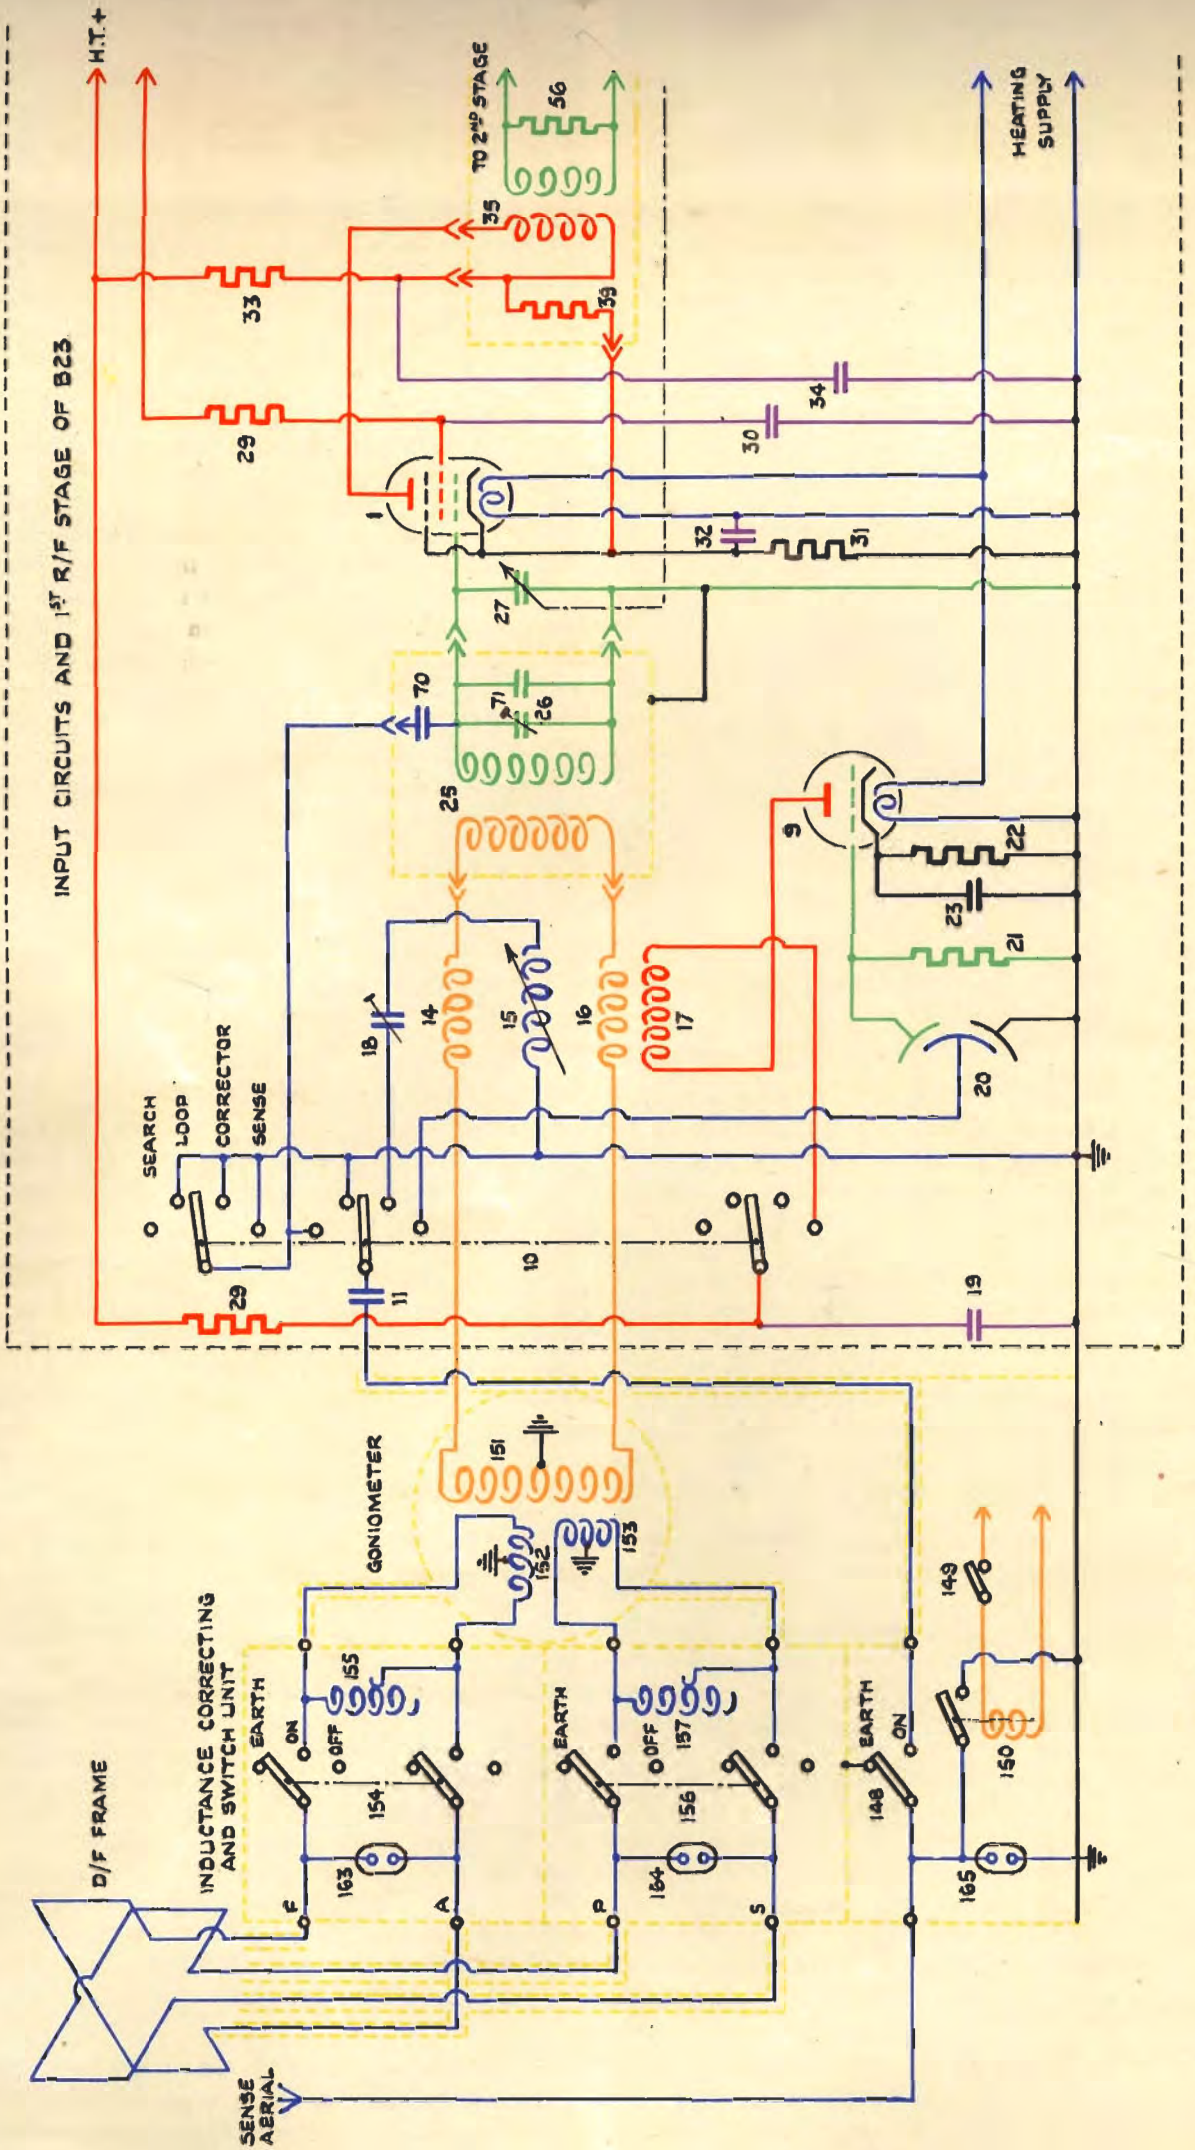 INPUT CIRCUITS AND 1ST R/F STAGE OF B23.
D/F FRAME
INDUCTANCE CORRECTING
AND SWITCH UNIT
GONIOMETER
SEARCH
LOOP
CORRECTOR
SENSE
H.T.+
TO 2ND STAGE
HEATING
SUPPLY
SENSE
AERIAL
F
A
P
S
163
164
165
EARTH
ON
OFF
154
155
EARTH
OFF
156
157
EARTH
ON
148
149
150
151
152
153
29
11
10
19
18
14
15
16
17
20
21
22
23
9
25
70
71
26
27
1
29
33
30
34
32
31
35
39
56